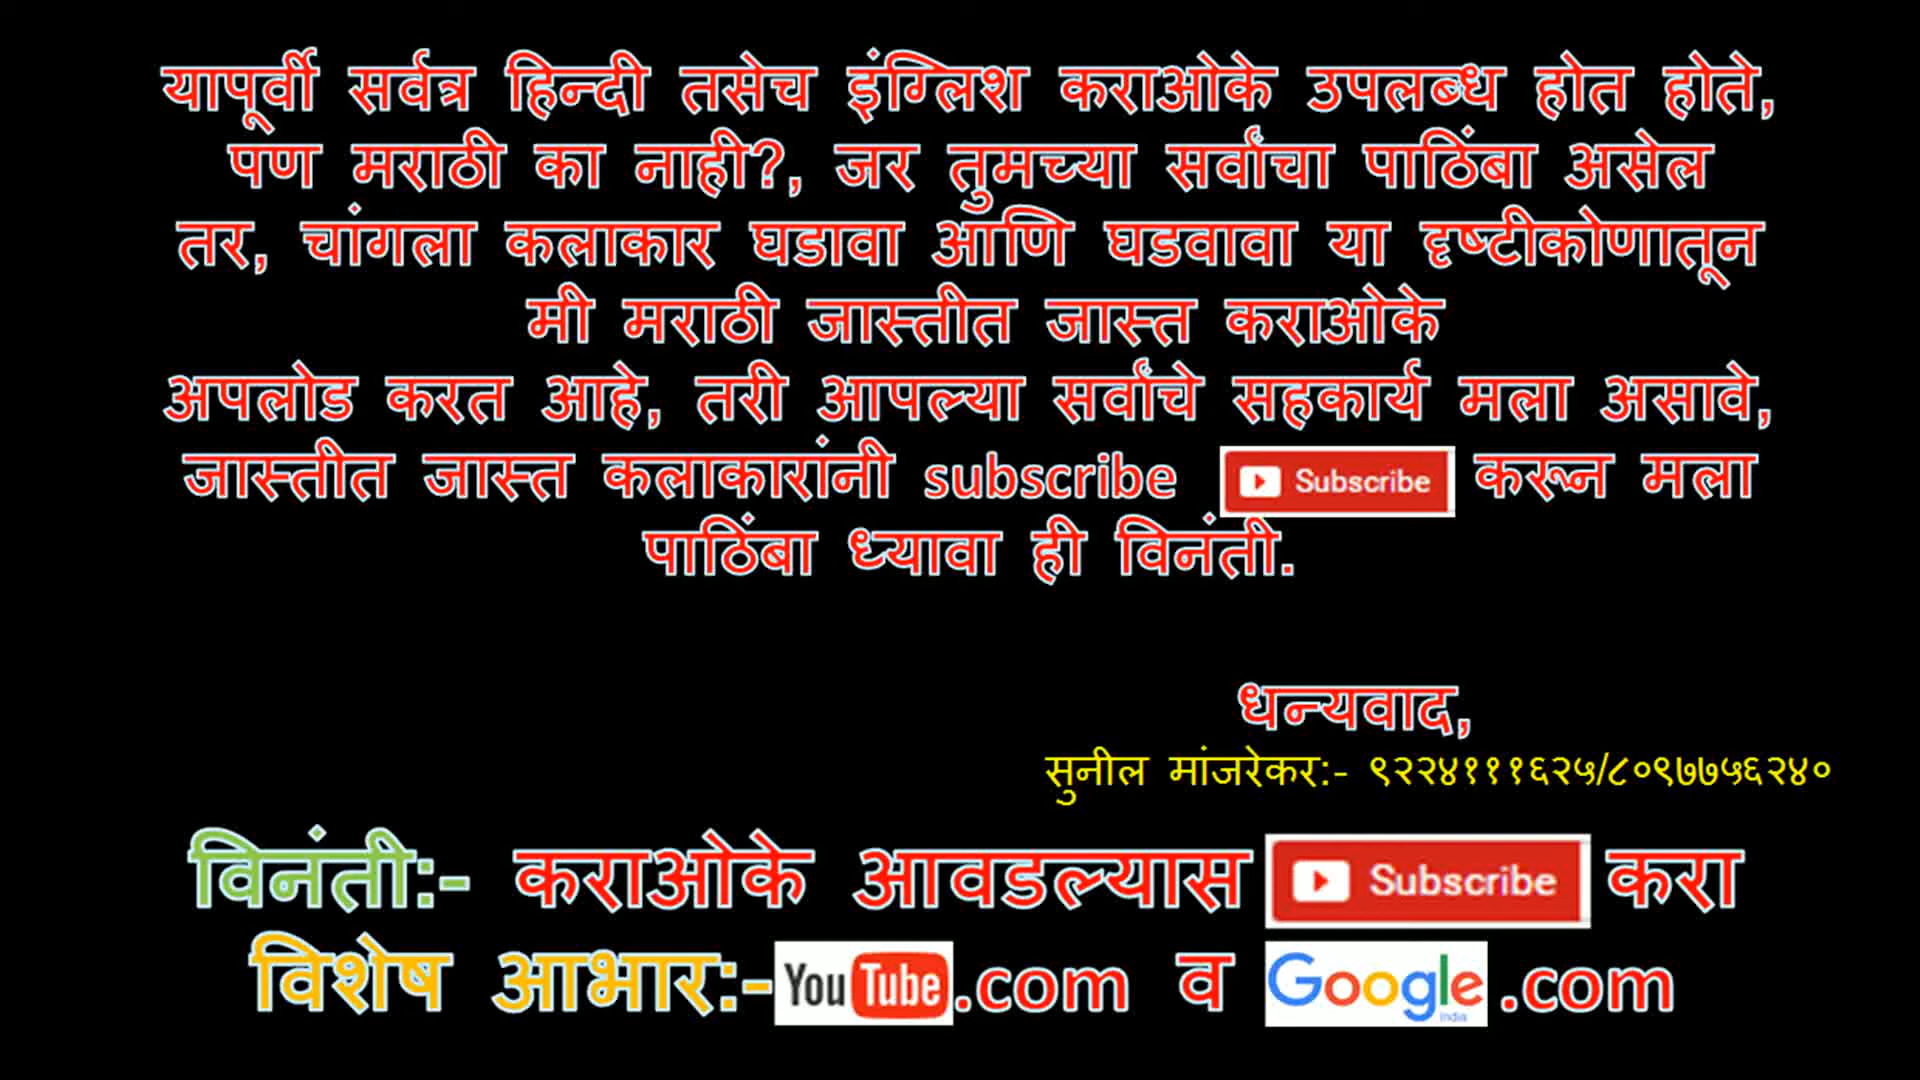 यापूर्वी सर्वत्र हिन्दी तसेच इंग्लिश कराओके उपलब्ध होत होते,
पण मराठी का नाही?, जर तुमच्या सर्वांचा पाठिंबा असेल
तर, चांगला कलाकार घडावा आणि घडवावा या दृष्टीकोणातून
मी मराठी जास्तीत जास्त कराओके
अपलोड करत आहे, तरी आपल्या सर्वांचे सहकार्य मला असावे,
जास्तीत जास्त कलाकारांनी subscribe Subscribe करून मला
पाठिंबा ध्यावा ही विनंती.
धन्यवाद,
सुनील मांजरेकर:- ९२२४१११६२५/८०९७७५६२४०
विनंती:- कराओके आवडल्यास Subscribe करा
विशेष आभार:-YouTube.com व Google India .com